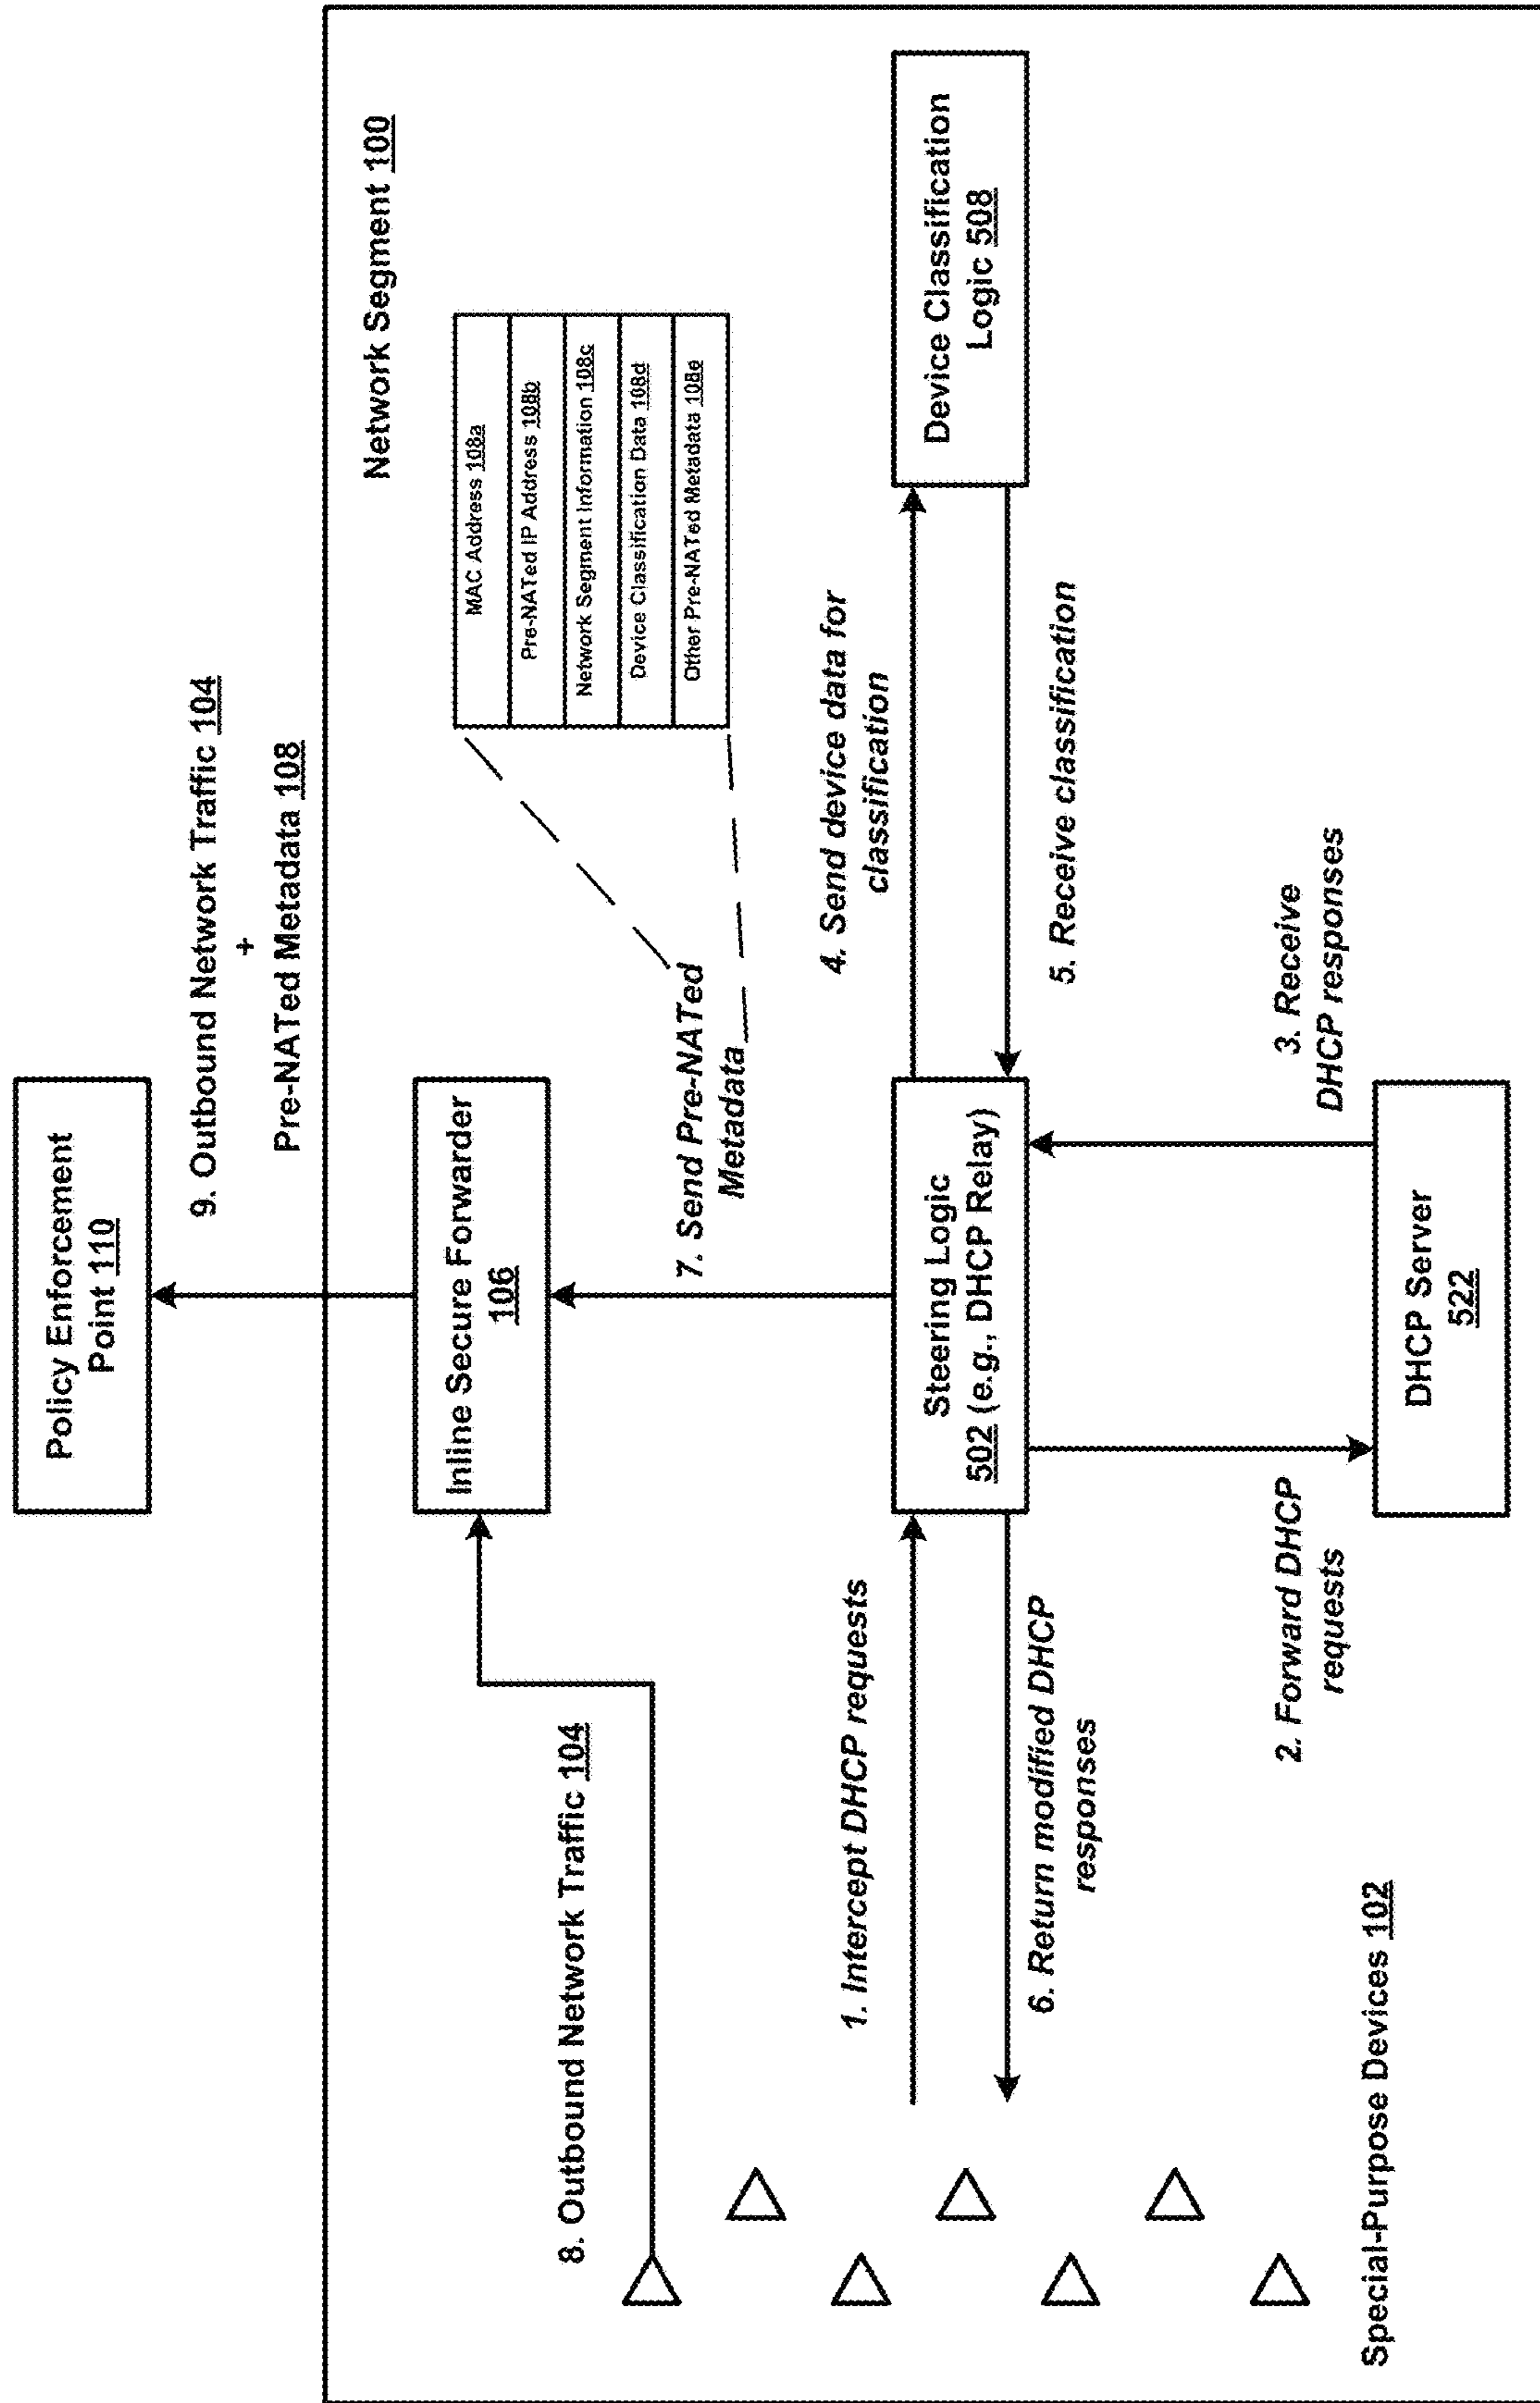 Policy Enforcement
Point 110
9. Outbound Network Traffic 104
+
Pre-NATed Metadata 108
Network Segment 100
Inline Secure Forwarder
106
MAC Address 108a
Pre-NATed IP Address 108b
Network Segment Information 108c
Device Classification Data 108d
Other Pre-NATed Metadata 108e
8. Outbound Network Traffic 104
7. Send Pre-NATed
Metadata
1. Intercept DHCP requests
Steering Logic
502 (e.g., DHCP Relay)
4. Send device data for
classification
Device Classification
Logic 508
6. Return modified DHCP
responses
5. Receive classification
2. Forward DHCP
requests
3. Receive
DHCP responses
DHCP Server
522
Special-Purpose Devices 102